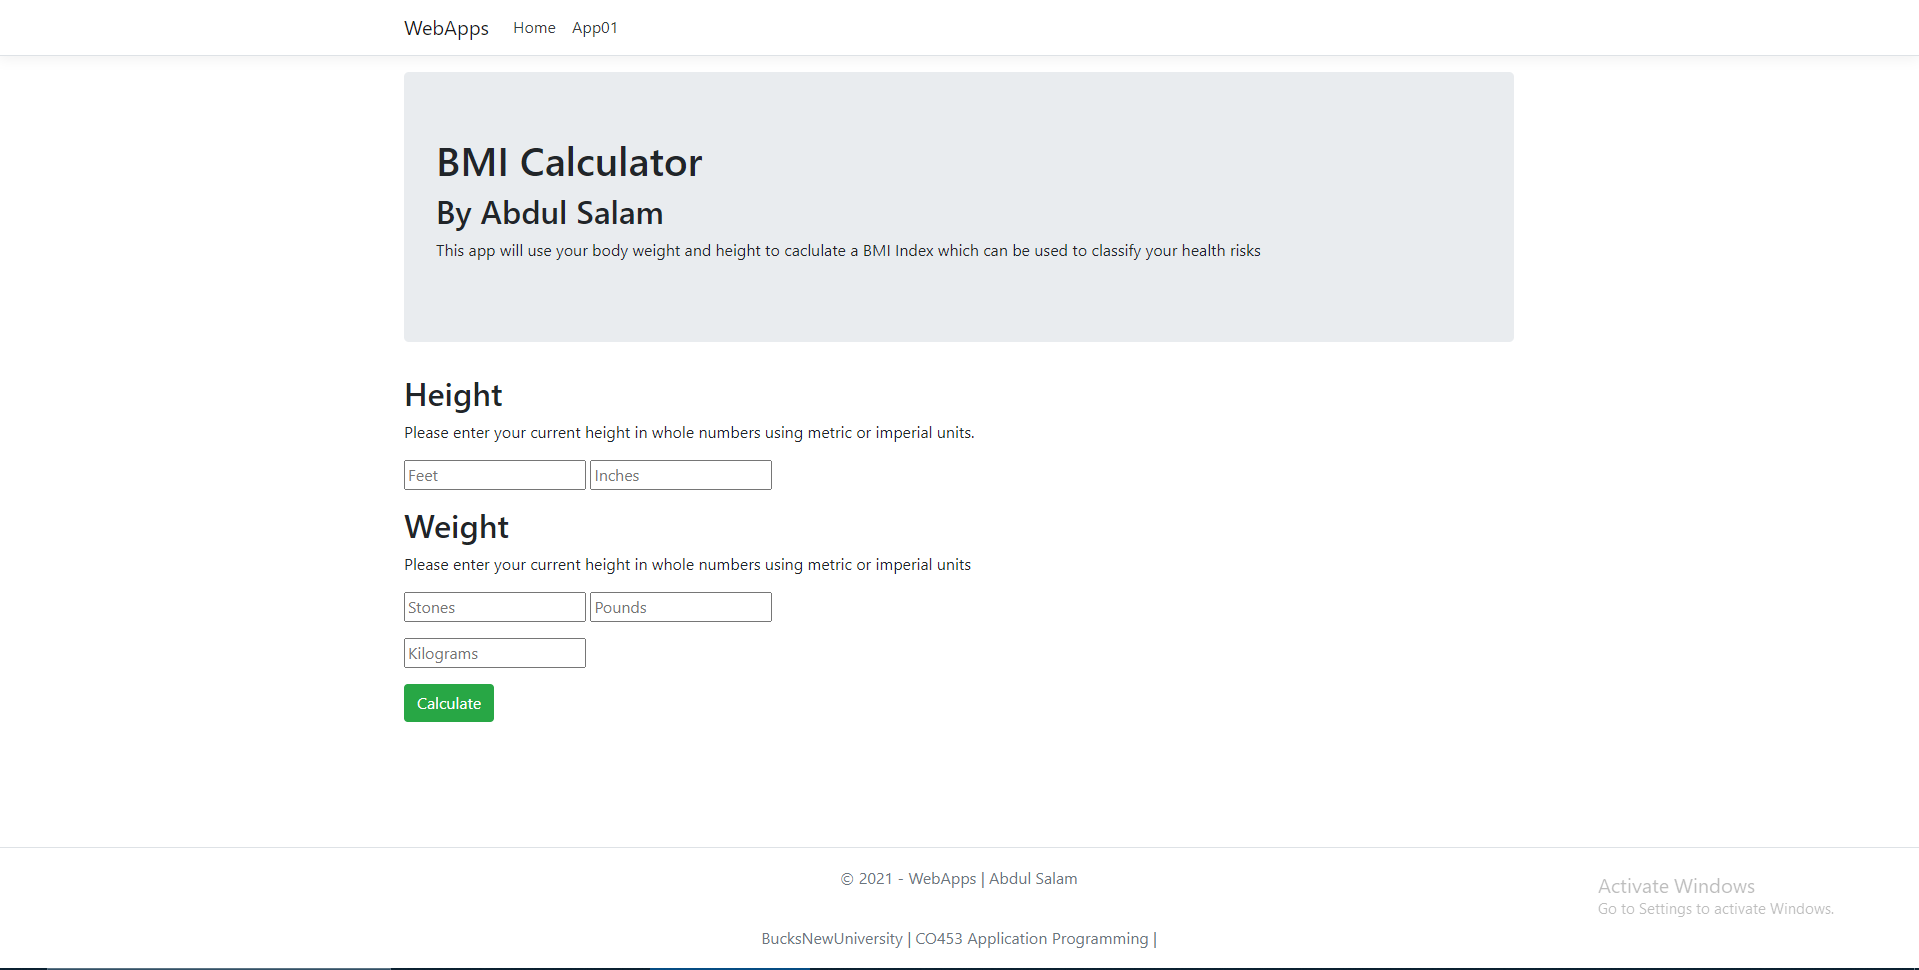 WebApps Home App01
BMI Calculator
By Abdul Salam
This app will use your body weight and height to caclulate a BMI Index which can be used to classify your health risks
Height
Please enter your current height in whole numbers using metric or imperial units.
Feet Inches
Weight
Please enter your current height in whole numbers using metric or imperial units
Stones Pounds
Kilograms
Calculate
© 2021 - WebApps | Abdul Salam
Activate Windows
Go to Settings to activate Windows.
BucksNewUniversity | CO453 Application Programming |